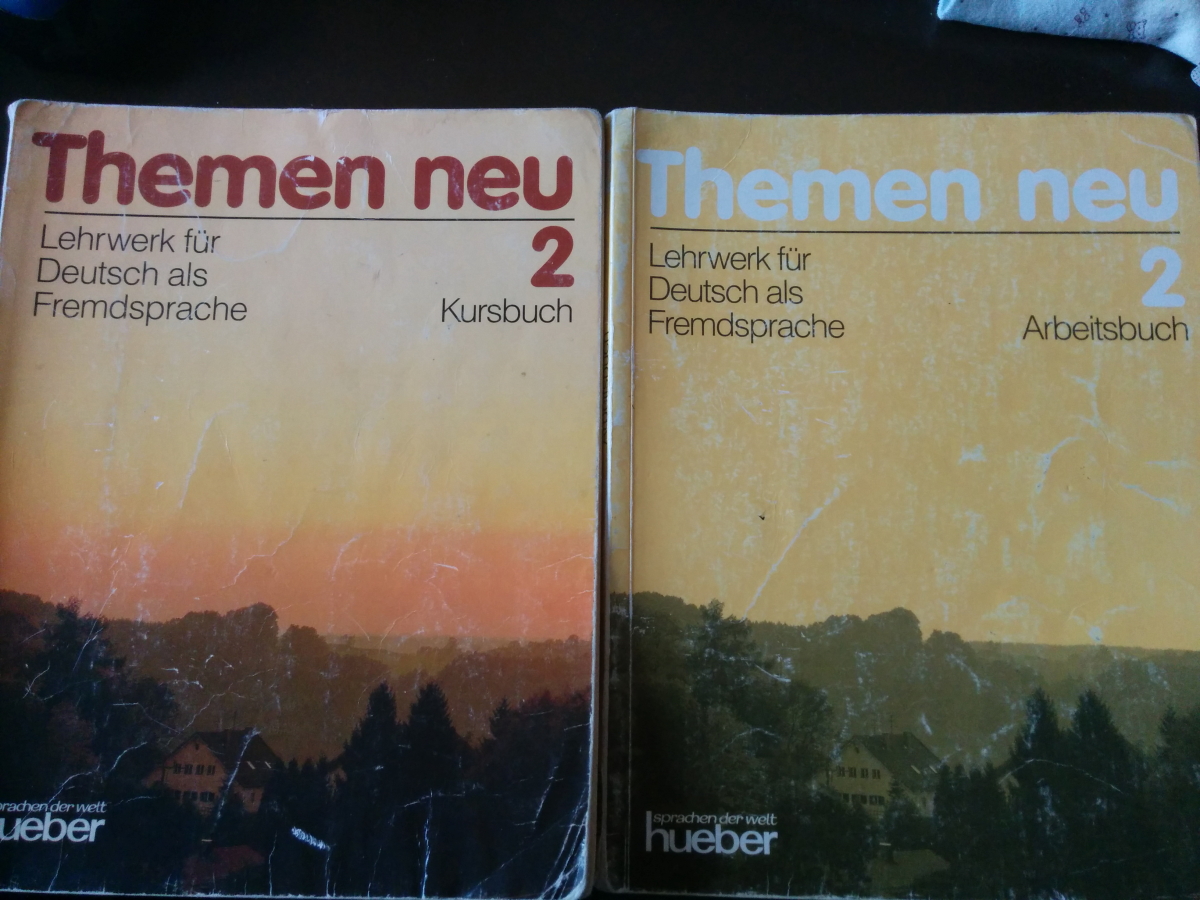 Themen neu
2
Lehrwerk für
Deutsch als
Fremdsprache
Kursbuch
sprachen der welt
hueber
Themen neu
2
Lehrwerk für
Deutsch als
Fremdsprache
Arbeitsbuch
sprachen der welt
hueber